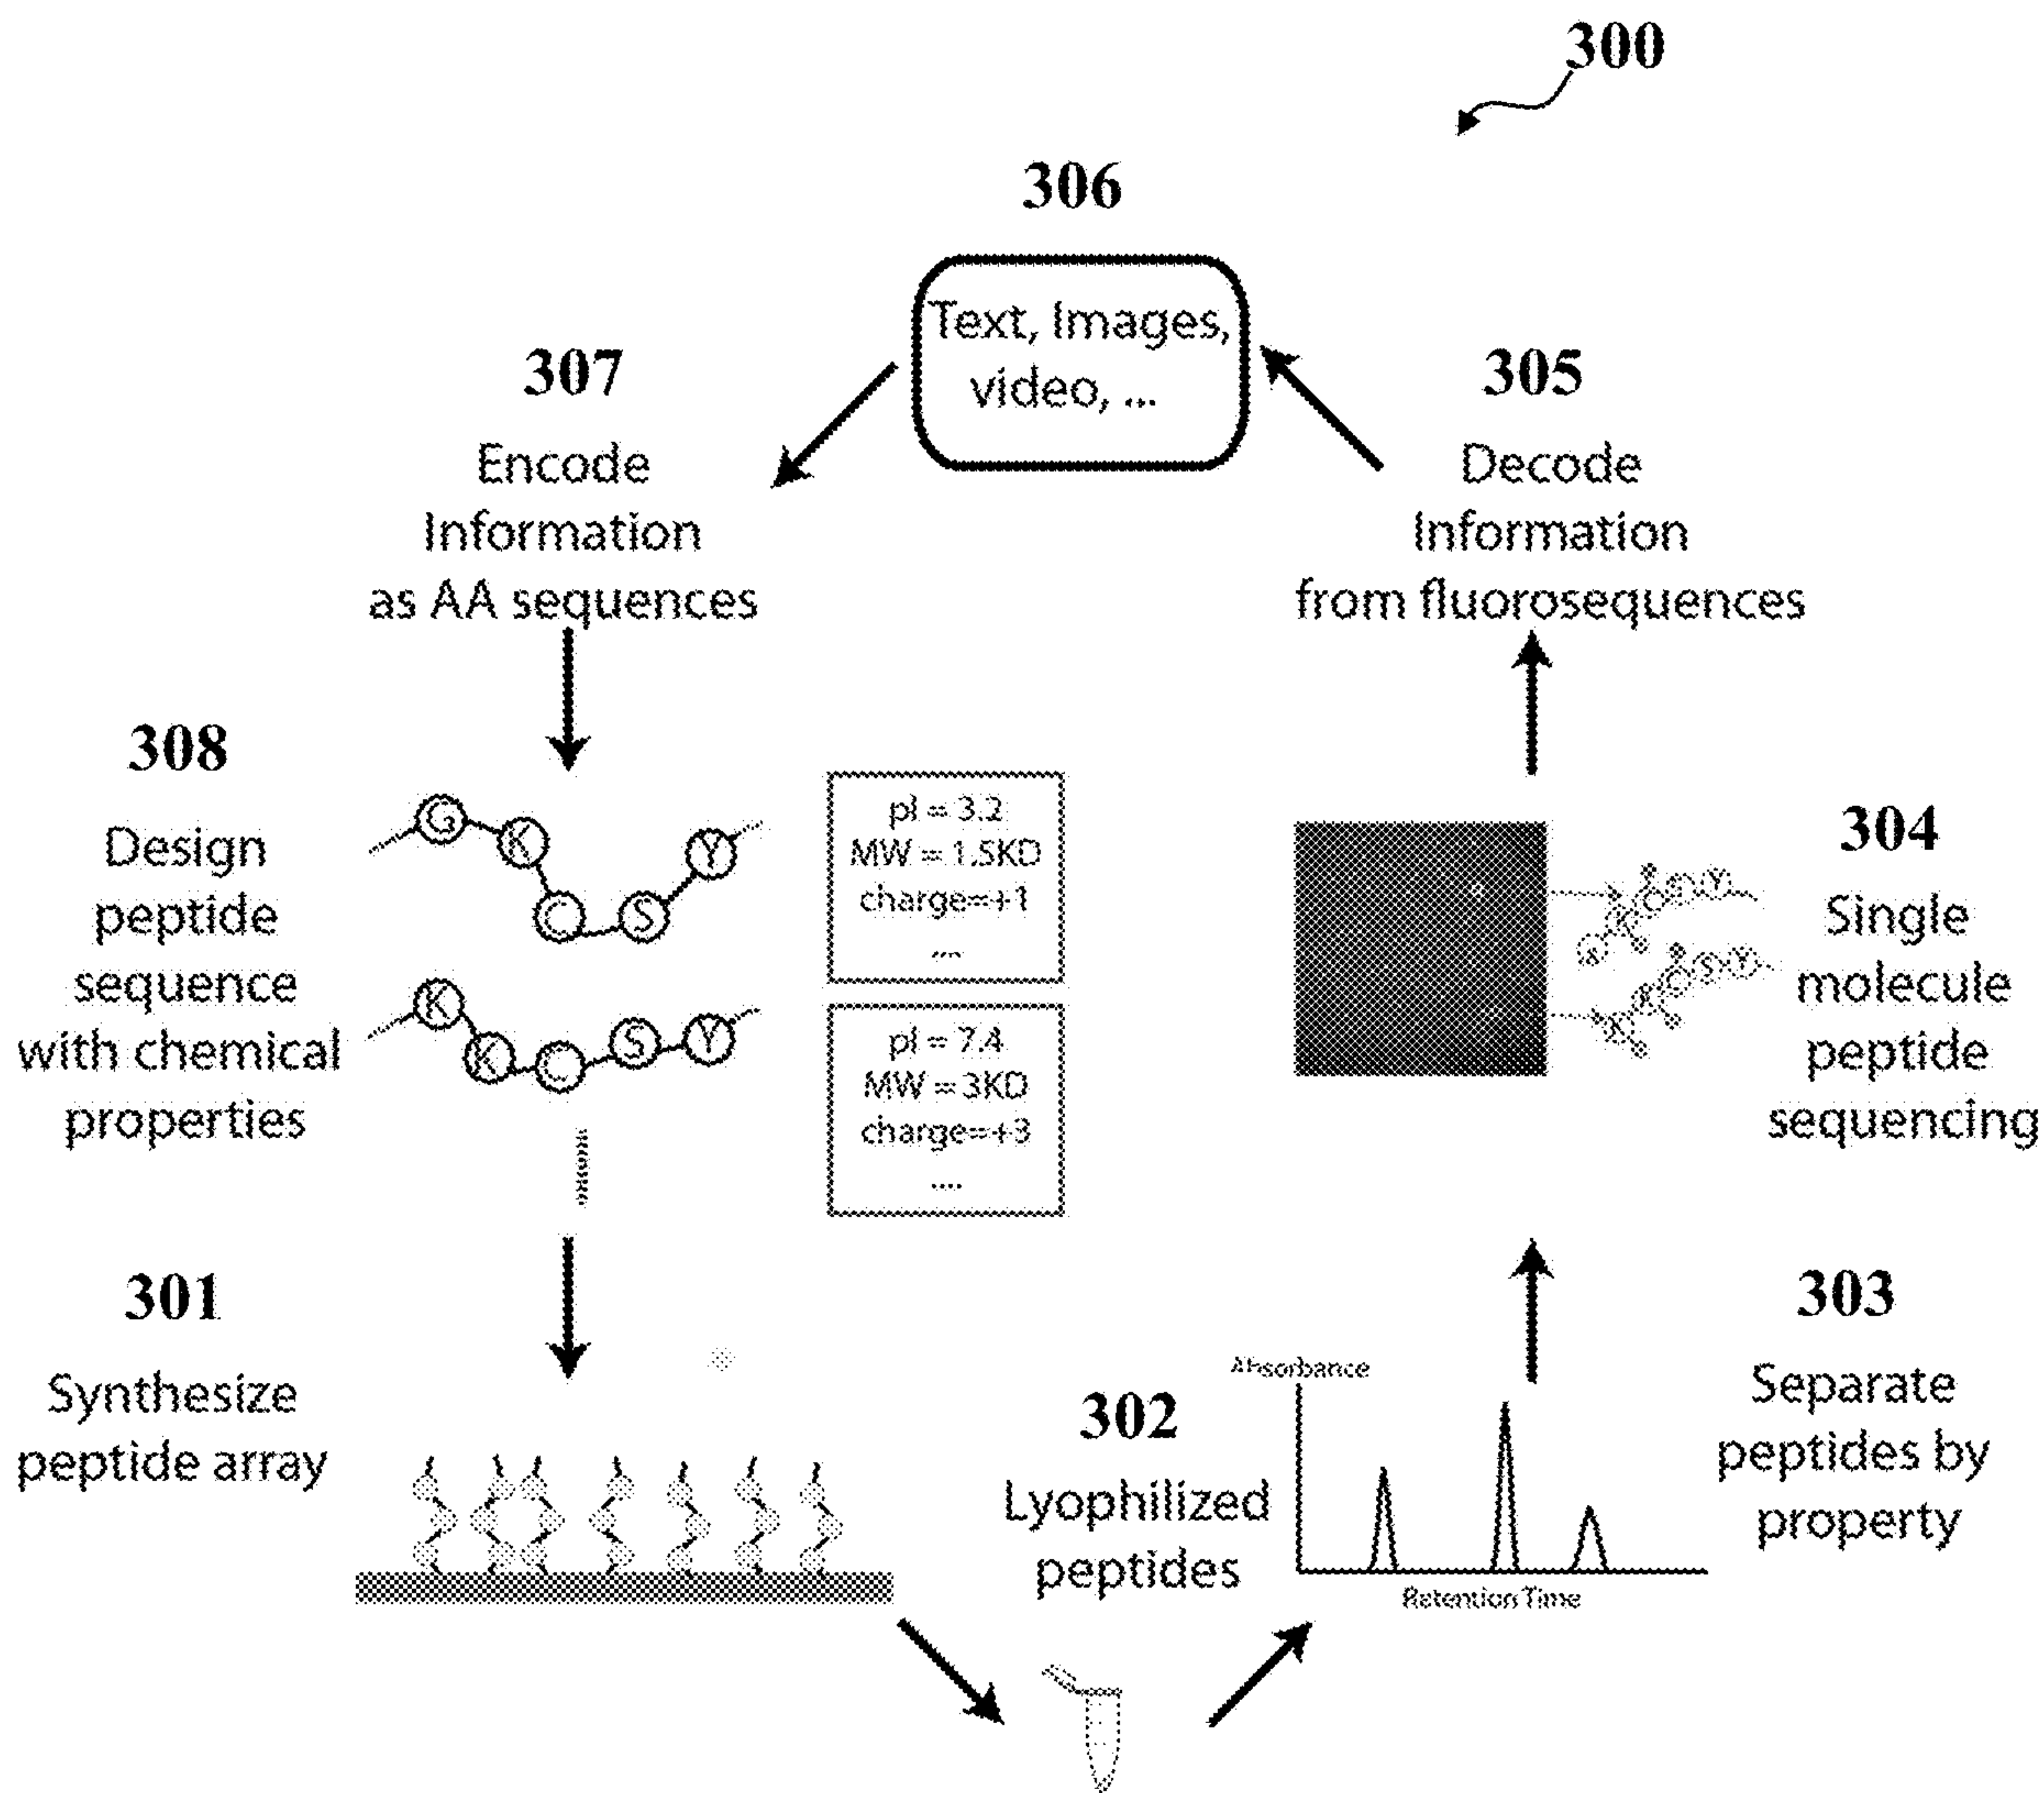 300
306
Text, Images,
video, ...
307
Encode
Information
as AA sequences
305
Decode
Information
from fluorosequences
308
Design
peptide
sequence
with chemical
properties
G K C S Y
K K C S Y
pI = 3.2
MW = 1.5KD
charge=+1
....
pI = 7.4
MW = 3KD
charge=+3
....
304
Single
molecule
peptide
sequencing
K C S Y
K K C S Y
301
Synthesize
peptide array
302
Lyophilized
peptides
Absorbance
Retention Time
303
Separate
peptides by
property